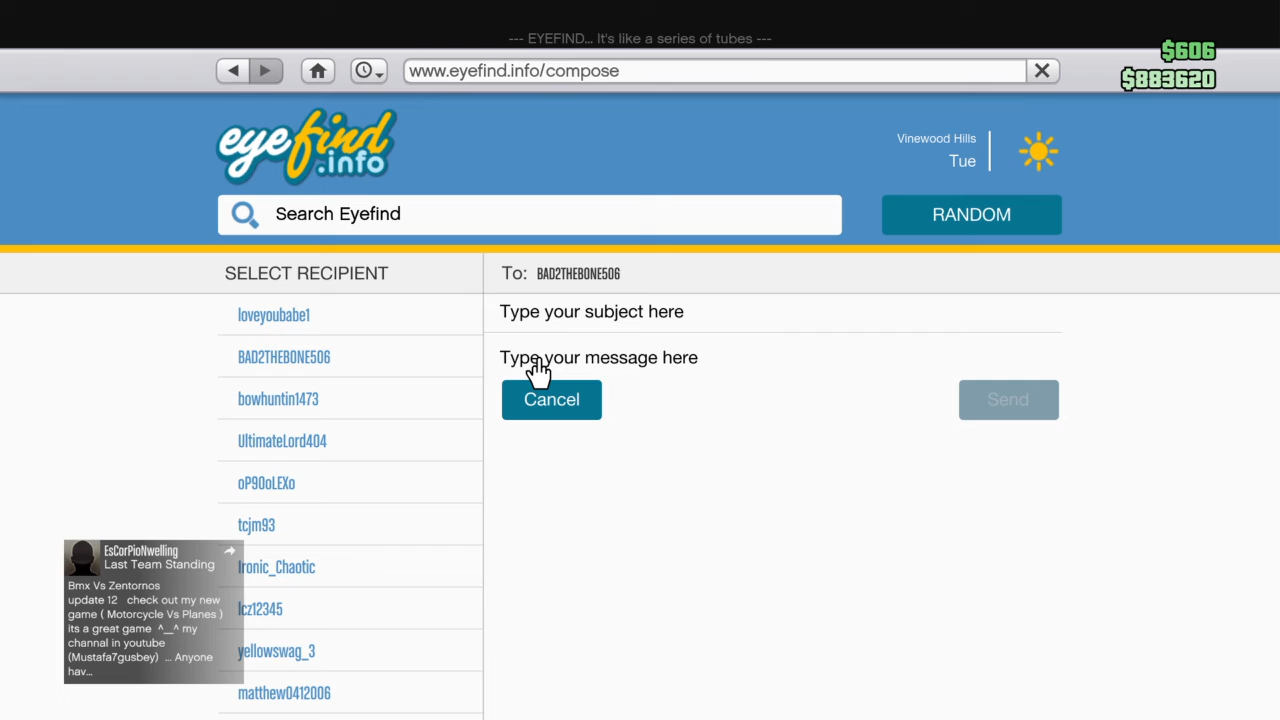 --- EYEFIND... It's like a series of tubes ---
$606
www.eyefind.info/compose
$883620
eyefind
.info
Vinewood Hills
Tue
Search Eyefind
RANDOM
SELECT RECIPIENT
To: BAD2THEBONE506
loveyoubabe1
Type your subject here
BAD2THEBONE506
Type your message here
bowhuntin1473
Cancel
Send
UltimateLord404
oP90oLEXo
tcjm93
EsCorPioNwelling
Last Team Standing
Bmx Vs Zentornos
update 12 check out my new
game ( Motorcycle Vs Planes )
its a great game ^__^ my
channal in youtube
(Mustafa7gusbey) ... Anyone
hav...
Ironic_Chaotic
lcz12345
yellowswag_3
matthew0412006